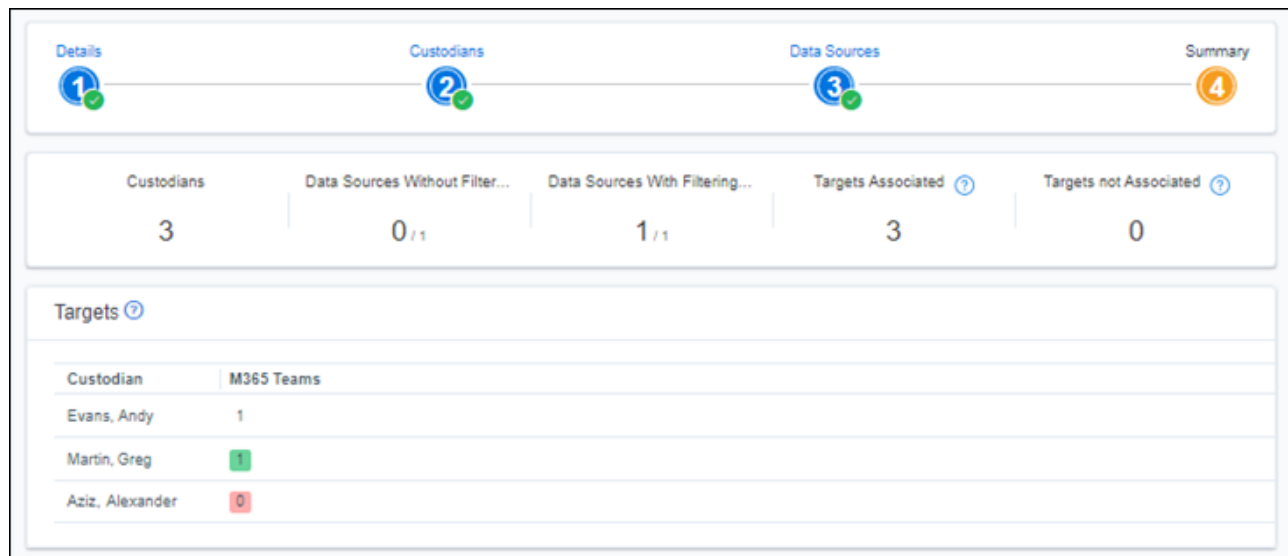 Details Custodians Data Sources Summary
1 2 3 4
Custodians Data Sources Without Filter... Data Sources With Filtering... Targets Associated ? Targets not Associated ?
3 0 / 1 1 / 1 3 0
Targets ?
Custodian M365 Teams
Evans, Andy 1
Martin, Greg 1
Aziz, Alexander 0